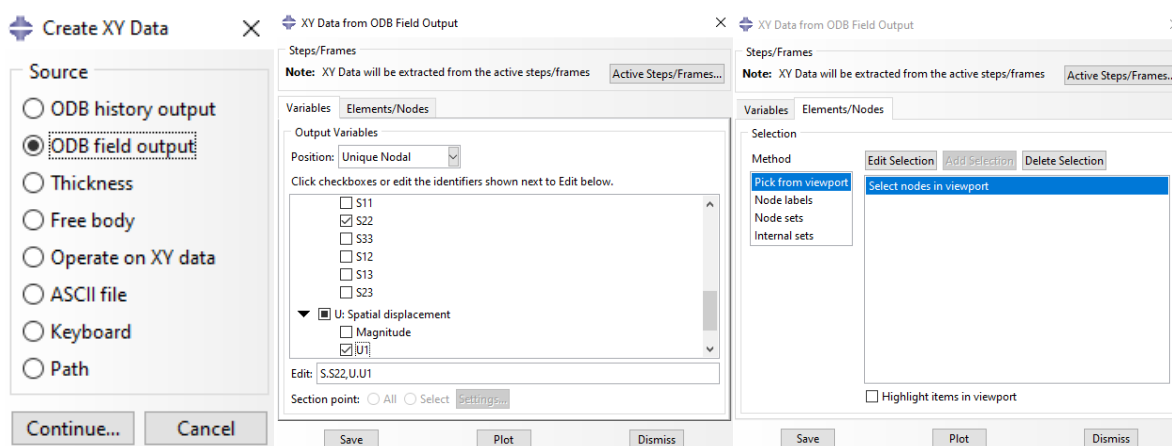 Create XY Data
Source
ODB history output
ODB field output
Thickness
Free body
Operate on XY data
ASCII file
Keyboard
Path
Continue...
Cancel
XY Data from ODB Field Output
Steps/Frames
Note: XY Data will be extracted from the active steps/frames
Active Steps/Frames...
Variables
Elements/Nodes
Output Variables
Position: Unique Nodal
Click checkboxes or edit the identifiers shown next to Edit below.
S11
S22
S33
S12
S13
S23
U: Spatial displacement
Magnitude
U1
Edit: S.S22,U.U1
Section point: All Select Settings...
Save
Plot
Dismiss
XY Data from ODB Field Output
Steps/Frames
Note: XY Data will be extracted from the active steps/frames
Active Steps/Frames..
Variables
Elements/Nodes
Selection
Method
Edit Selection
Add Selection
Delete Selection
Pick from viewport
Node labels
Node sets
Internal sets
Select nodes in viewport
Highlight items in viewport
Save
Plot
Dismiss